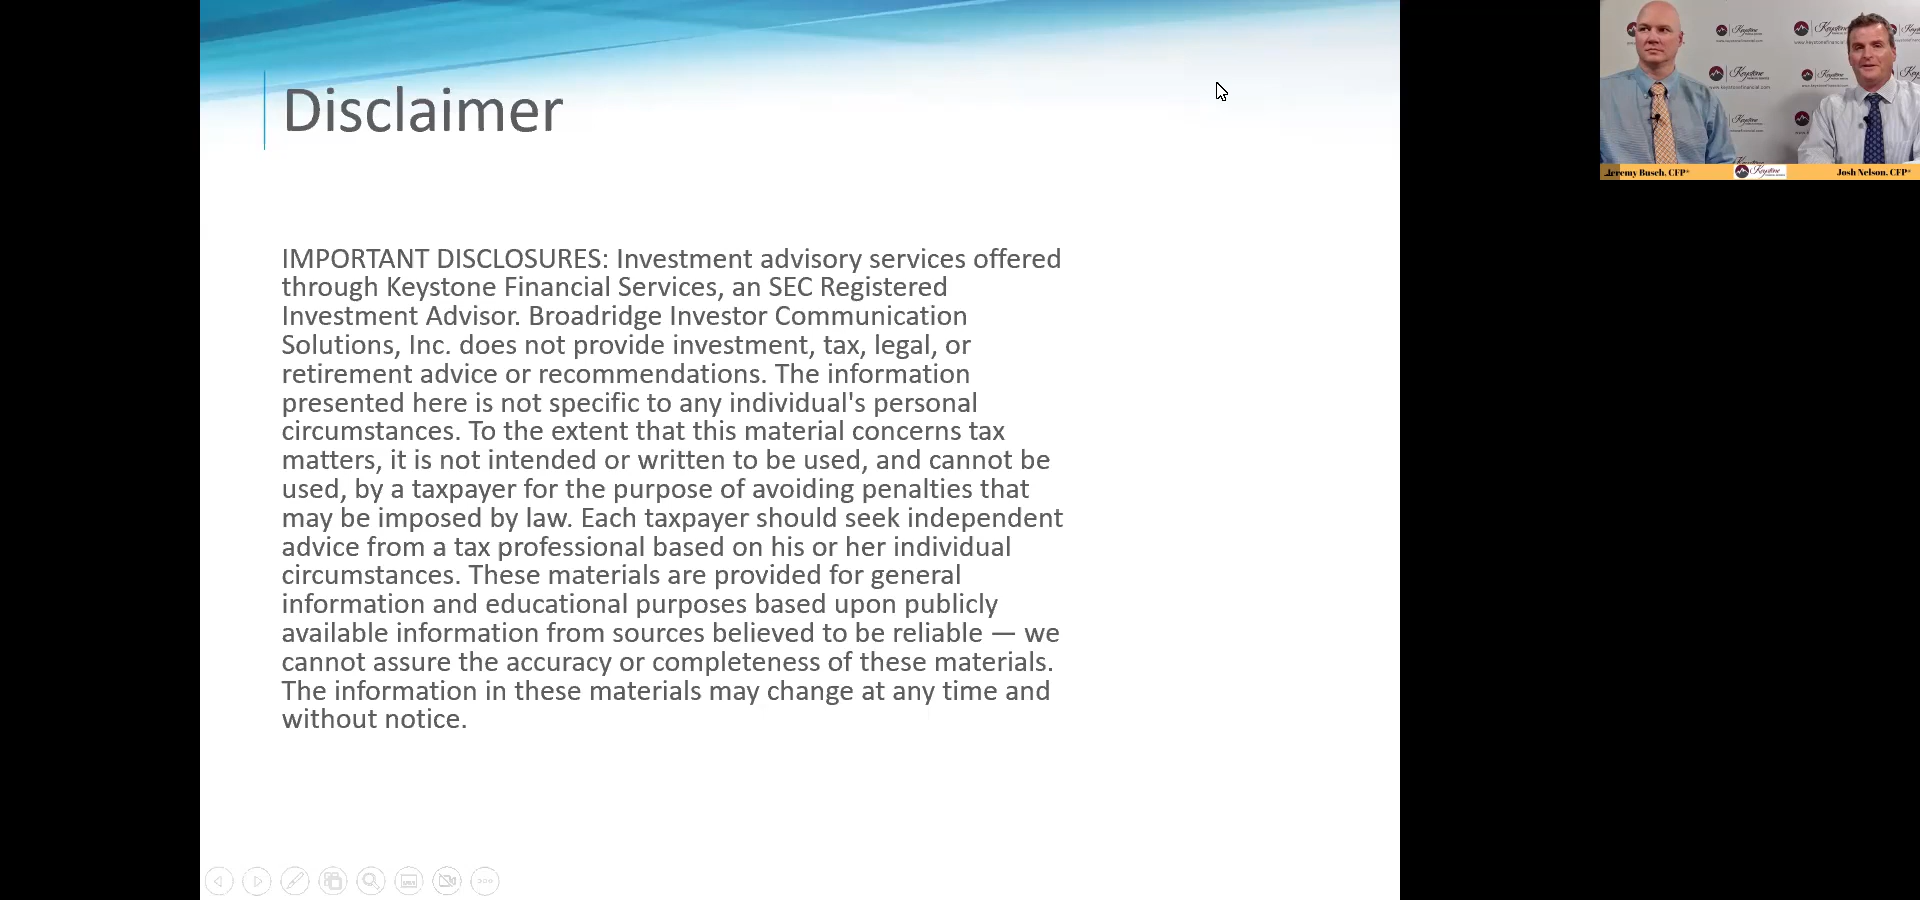 Disclaimer
IMPORTANT DISCLOSURES: Investment advisory services offered
through Keystone Financial Services, an SEC Registered
Investment Advisor. Broadridge Investor Communication
Solutions, Inc. does not provide investment, tax, legal, or
retirement advice or recommendations. The information
presented here is not specific to any individual's personal
circumstances. To the extent that this material concerns tax
matters, it is not intended or written to be used, and cannot be
used, by a taxpayer for the purpose of avoiding penalties that
may be imposed by law. Each taxpayer should seek independent
advice from a tax professional based on his or her individual
circumstances. These materials are provided for general
information and educational purposes based upon publicly
available information from sources believed to be reliable — we
cannot assure the accuracy or completeness of these materials.
The information in these materials may change at any time and
without notice.
Keystone
www.keystonefinancial.com
Jeremy Busch, CFP®
Keystone
Josh Nelson, CFP®